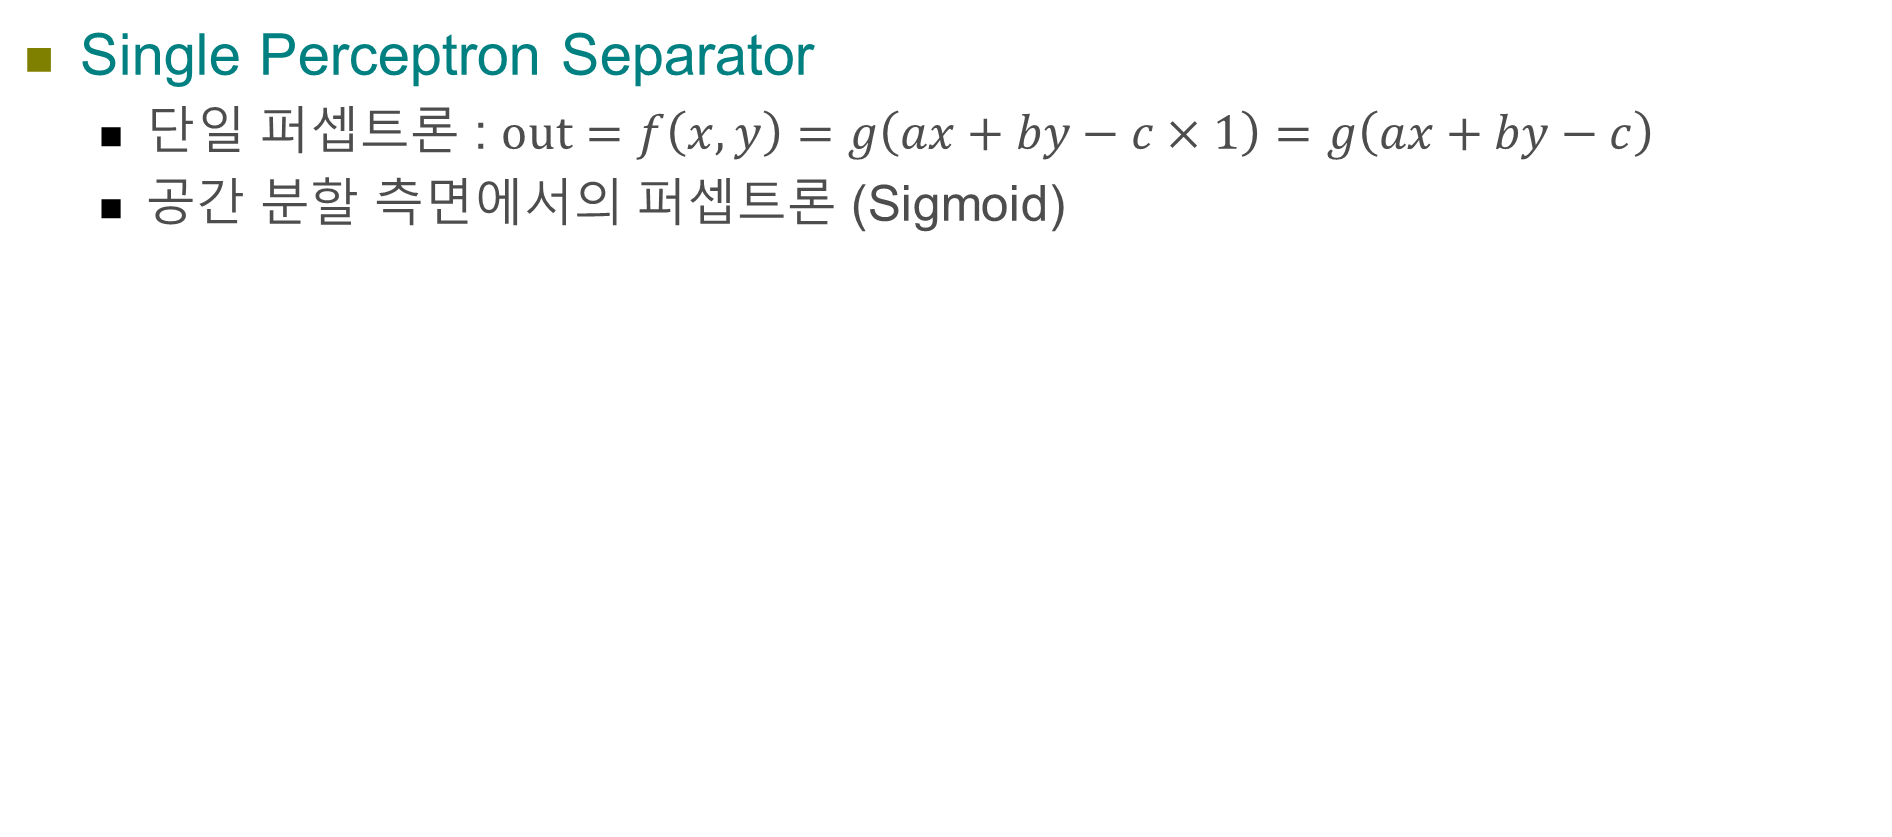 Single Perceptron Separator
단일 퍼셉트론 : out = f(x, y) = g(ax + by − c × 1) = g(ax + by − c)
공간 분할 측면에서의 퍼셉트론 (Sigmoid)